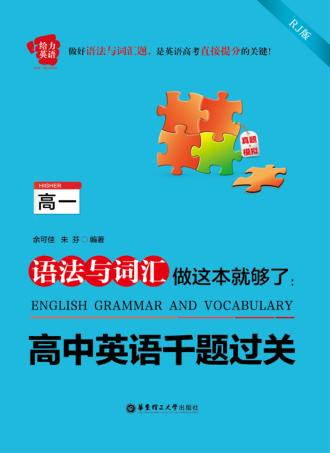 RJ版
给力
英语
做好语法与词汇题，是英语高考直接提分的关键！
真题+
模拟
HIGHER
高一
余可佳 朱 芬 ◎ 编著
语法与词汇做这本就够了：
ENGLISH GRAMMAR AND VOCABULARY
高中英语千题过关
华东理工大学出版社